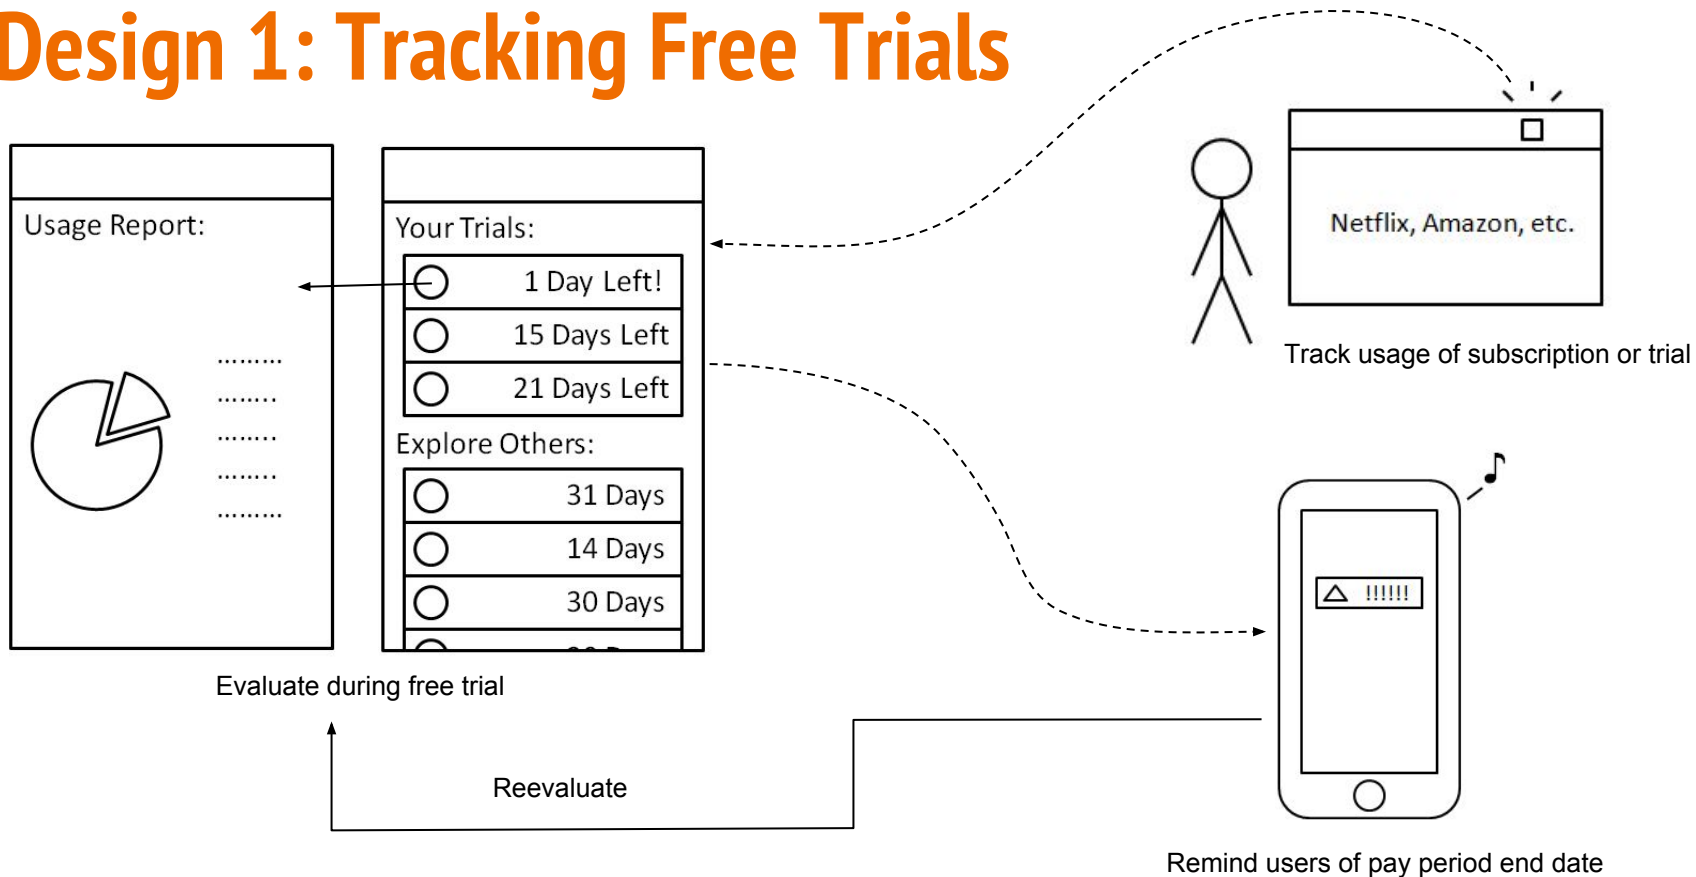 Design 1: Tracking Free Trials
Usage Report:
.........
........
........
........
.........
Your Trials:
1 Day Left!
15 Days Left
21 Days Left
Explore Others:
31 Days
14 Days
30 Days
Evaluate during free trial
Reevaluate
Netflix, Amazon, etc.
Track usage of subscription or trial
!!!!!!
Remind users of pay period end date